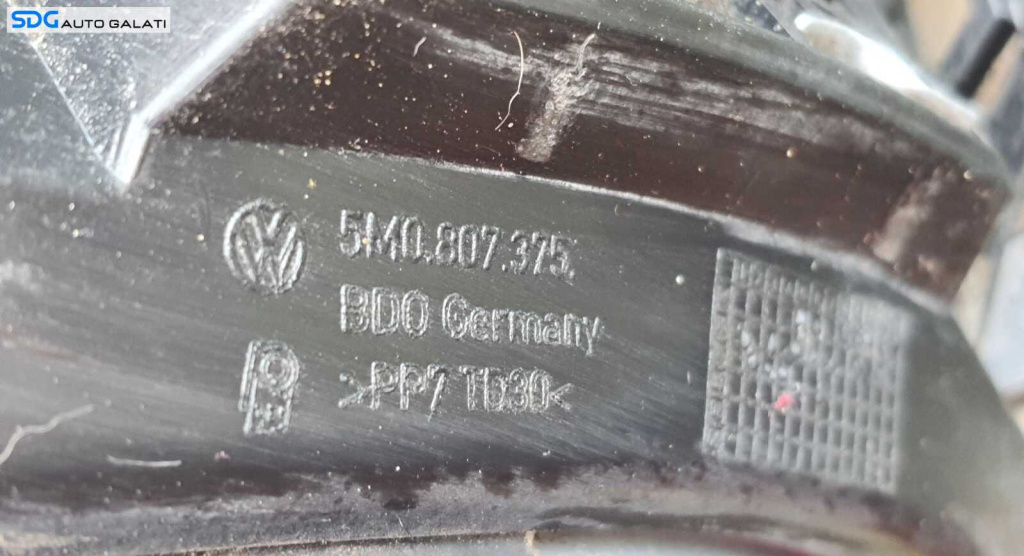 SDG AUTO GALATI
5M0.807.375.
BDO Germany
>PP7 TD30<